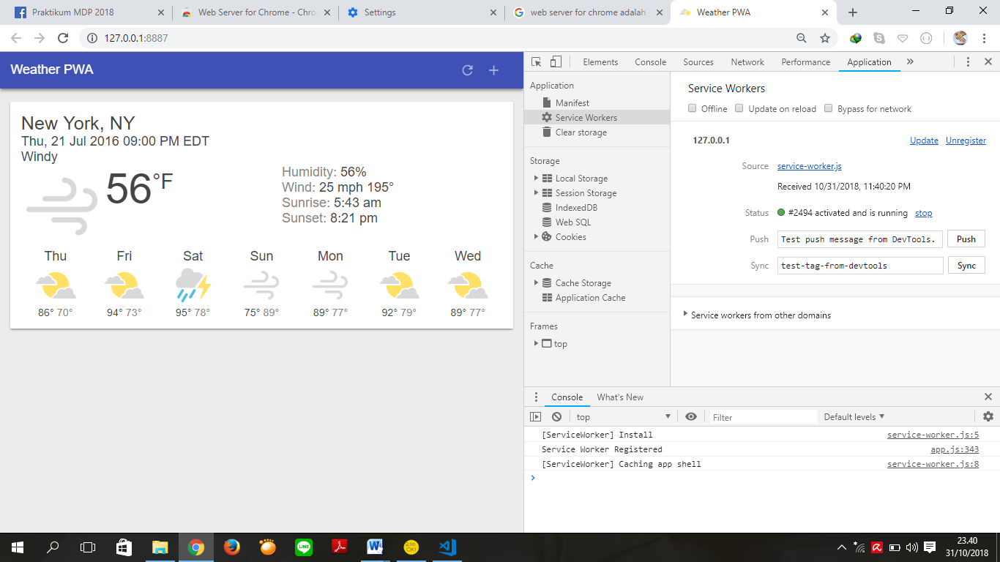 Praktikum MDP 2018
Web Server for Chrome - Chro
Settings
web server for chrome adalah
Weather PWA
127.0.0.1:8887
Weather PWA
New York, NY
Thu, 21 Jul 2016 09:00 PM EDT
Windy
56°F
Humidity: 56%
Wind: 25 mph 195°
Sunrise: 5:43 am
Sunset: 8:21 pm
Thu Fri Sat Sun Mon Tue Wed
86° 70° 94° 73° 95° 78° 75° 89° 89° 77° 92° 79° 89° 77°
Elements Console Sources Network Performance Application »
Application
Manifest
Service Workers
Clear storage
Storage
Local Storage
Session Storage
IndexedDB
Web SQL
Cookies
Cache
Cache Storage
Application Cache
Frames
top
Service Workers
Offline Update on reload Bypass for network
127.0.0.1 Update Unregister
Source service-worker.js
Received 10/31/2018, 11:40:20 PM
Status #2494 activated and is running stop
Push Test push message from DevTools. Push
Sync test-tag-from-devtools Sync
Service workers from other domains
Console What's New
top Filter Default levels
[ServiceWorker] Install service-worker.js:5
Service Worker Registered app.js:343
[ServiceWorker] Caching app shell service-worker.js:8
LINE
23.40
31/10/2018